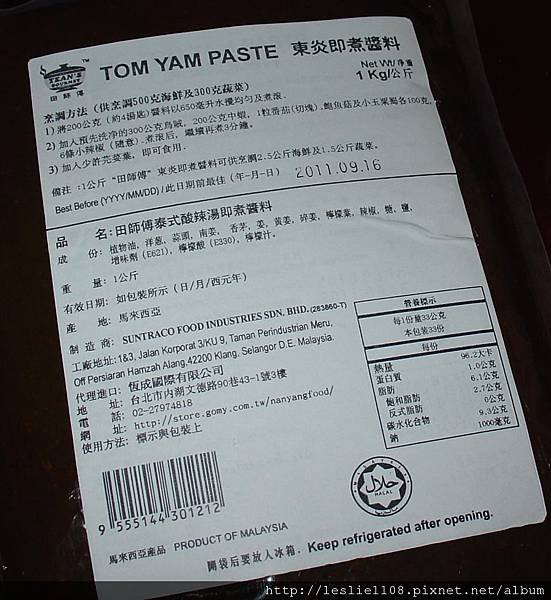 TEAN'S
GOURMET
TM
田師傅
TOM YAM PASTE 東炎即煮醬料
Net Wt/淨重
1 Kg/公斤
烹調方法（供烹調500克海鮮及300克蔬菜）
1) 將200公克（約4湯匙）醬料以650毫升水攪均勻及煮滾.
2) 加入預先洗淨的300公克烏賊，200公克中蝦，1粒番茄(切塊),鮑魚菇及小玉菓蜀各100克,
6條小辣椒（隨意）.煮滾后，繼續再煮3分鐘。
3) 加入少許芫荽葉，即可食用.
備注 :1公斤“田師傅”東炎即煮醬料可供烹調2.5公斤海鮮及1.5公斤蔬菜。
Best Before (YYYY/MM/DD) / 此日期前最佳（年-月-日） 2011.09.16
品 名:田師傅泰式酸辣湯即煮醬料
成 份: 植物油, 洋蔥, 蒜頭, 南姜, 香茅, 姜, 黃姜, 碎姜, 檸檬葉, 辣椒, 糖, 鹽,
增味劑 (E621), 檸檬酸 (E330), 檸檬汁.
重 量: 1公斤
有效日期: 如包裝所示（日/月/西元年）
產 地: 馬來西亞
製 造 商: SUNTRACO FOOD INDUSTRIES SDN. BHD. (283860-T)
工廠地址: 1&3, Jalan Korporat 3/KU 9, Taman Perindustrian Meru,
Off Persiaran Hamzah Alang,42200 Klang, Selangor D.E. Malaysia.
代理進口: 恆成國際有限公司
地 址: 台北市內湖文德路90巷43-1號3樓
電 話: 02-27974818
網 址: http://store.gomy.com.tw/nanyangfood/
使用方法: 標示與包裝上
營養標示
每1份量33公克
本包裝33份
每份
熱量 96.2大卡
蛋白質 1.0公克
脂肪 6.1公克
飽和脂肪 2.7公克
反式脂肪 0公克
碳水化合物 9.3公克
鈉 1000毫克
9 555144 301212
حلال
HALAL
馬來西亞產品 PRODUCT OF MALAYSIA
開袋后要放入冰箱. Keep refrigerated after opening.
http://leslie1108.pixnet.net/album